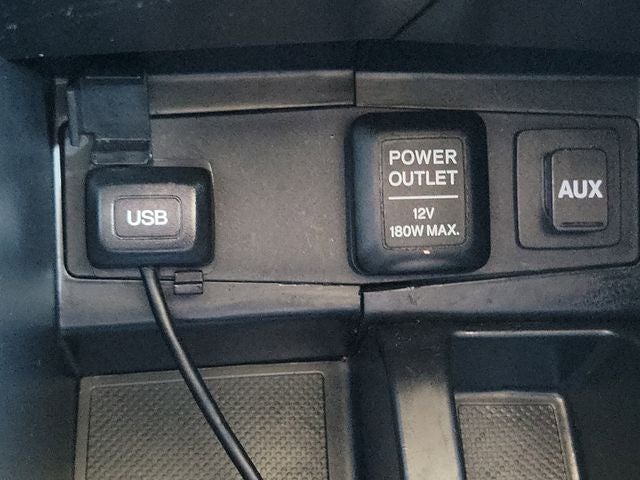 USB
POWER
OUTLET
12V
180W MAX.
AUX